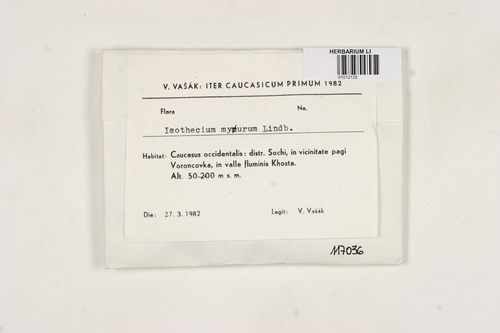 HERBARIUM LI
01012120
V. VAŠÁK: ITER CAUCASICUM PRIMUM 1982
Flora No.
Isothecium myurum Lindb.
Habitat: Caucasus occidentalis: distr. Sochi, in vicinitate pagi
Voroncovka, in valle fluminis Khosta.
Alt. 50-200 m s. m.
Die: 27. 3. 1982 Legit: V. Vašák
117036